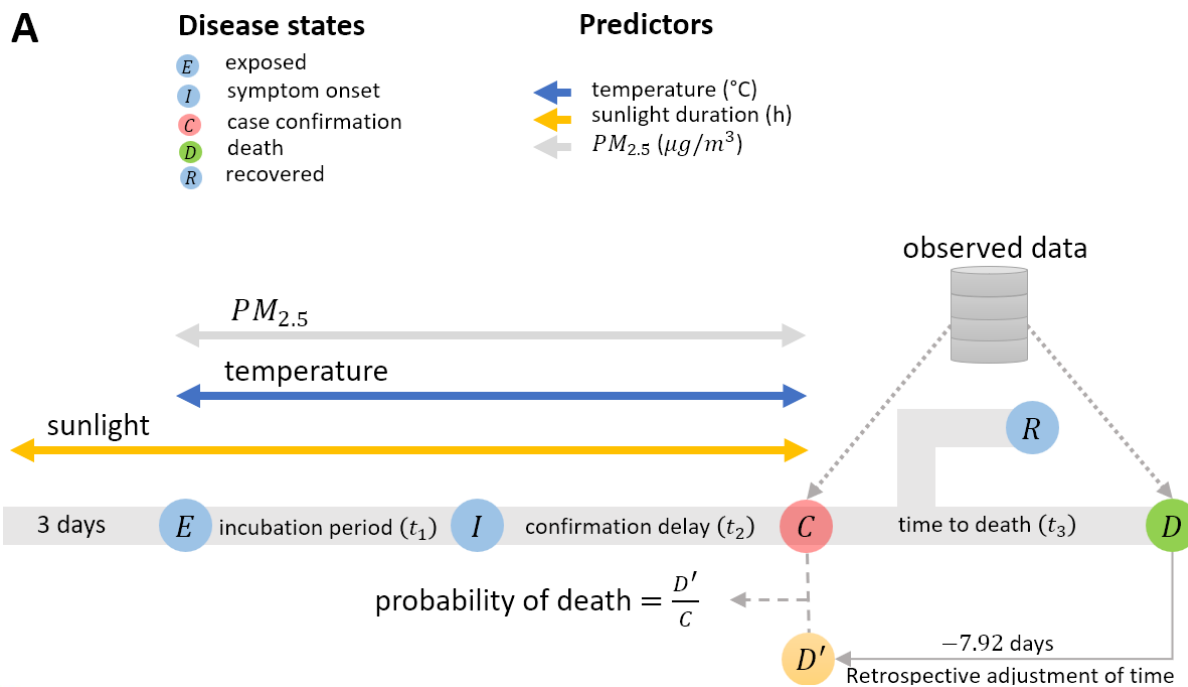 A
Disease states
E exposed
I symptom onset
C case confirmation
D death
R recovered
Predictors
temperature (°C)
sunlight duration (h)
PM2.5 (μg/m³)
observed data
PM2.5
temperature
sunlight
R
3 days E incubation period (t1) I confirmation delay (t2) C time to death (t3) D
probability of death = D′/C
−7.92 days
D′
Retrospective adjustment of time